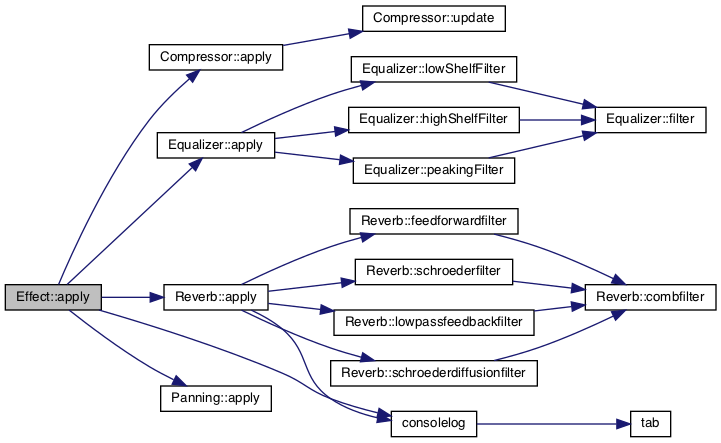 Compressor::update
Compressor::apply
Equalizer::lowShelfFilter
Equalizer::highShelfFilter
Equalizer::filter
Equalizer::apply
Equalizer::peakingFilter
Reverb::feedforwardfilter
Reverb::schroederfilter
Effect::apply
Reverb::apply
Reverb::combfilter
Reverb::lowpassfeedbackfilter
Reverb::schroederdiffusionfilter
Panning::apply
consolelog
tab